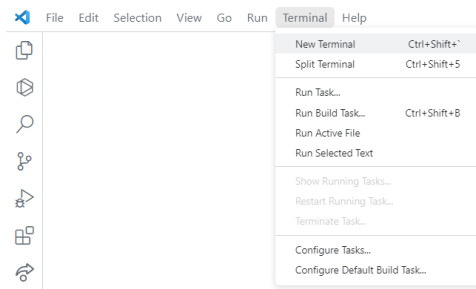 File Edit Selection View Go Run Terminal Help
New Terminal Ctrl+Shift+`
Split Terminal Ctrl+Shift+5
Run Task...
Run Build Task... Ctrl+Shift+B
Run Active File
Run Selected Text
Show Running Tasks...
Restart Running Task...
Terminate Task...
Configure Tasks...
Configure Default Build Task...